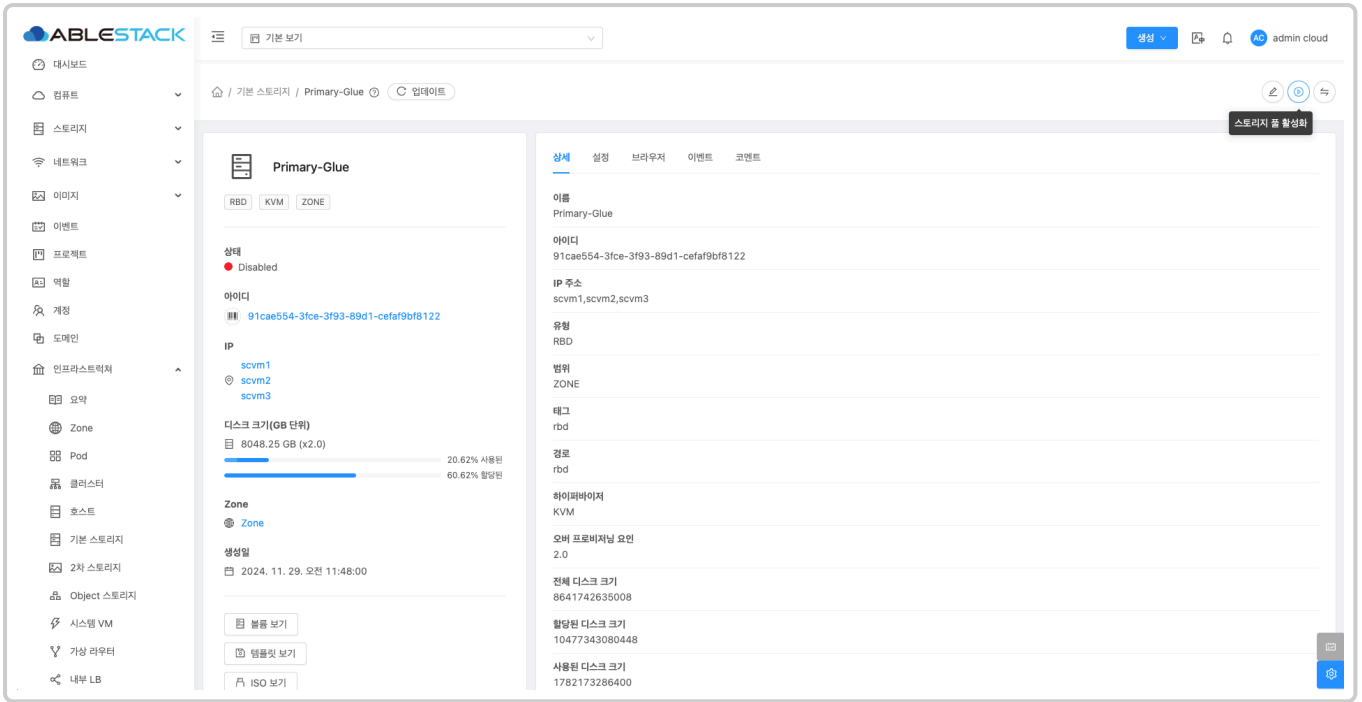 ABLESTACK
기본 보기
생성
AC
admin cloud
대시보드
컴퓨트
스토리지
네트워크
이미지
이벤트
프로젝트
역할
계정
도메인
인프라스트럭쳐
요약
Zone
Pod
클러스터
호스트
기본 스토리지
2차 스토리지
Object 스토리지
시스템 VM
가상 라우터
내부 LB
/ 기본 스토리지 / Primary-Glue
업데이트
스토리지 풀 활성화
Primary-Glue
RBD KVM ZONE
상태
Disabled
아이디
91cae554-3fce-3f93-89d1-cefaf9bf8122
IP
scvm1
scvm2
scvm3
디스크 크기(GB 단위)
8048.25 GB (x2.0)
20.62% 사용된
60.62% 할당된
Zone
Zone
생성일
2024. 11. 29. 오전 11:48:00
볼륨 보기
템플릿 보기
ISO 보기
상세 설정 브라우저 이벤트 코멘트
이름
Primary-Glue
아이디
91cae554-3fce-3f93-89d1-cefaf9bf8122
IP 주소
scvm1,scvm2,scvm3
유형
RBD
범위
ZONE
태그
rbd
경로
rbd
하이퍼바이저
KVM
오버 프로비저닝 요인
2.0
전체 디스크 크기
8641742635008
할당된 디스크 크기
10477343080448
사용된 디스크 크기
1782173286400